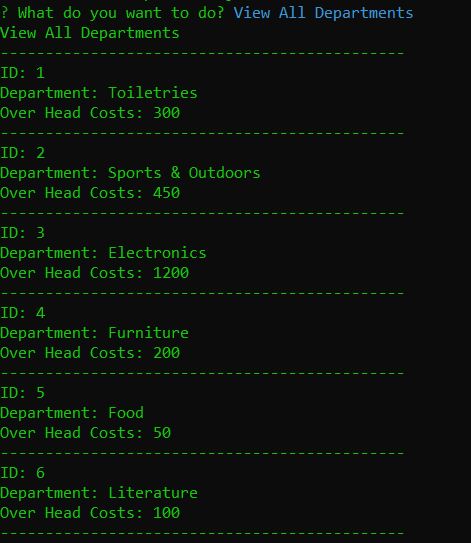 ? What do you want to do? View All Departments
View All Departments
---------------------------------------------
ID: 1
Department: Toiletries
Over Head Costs: 300
---------------------------------------------
ID: 2
Department: Sports & Outdoors
Over Head Costs: 450
---------------------------------------------
ID: 3
Department: Electronics
Over Head Costs: 1200
---------------------------------------------
ID: 4
Department: Furniture
Over Head Costs: 200
---------------------------------------------
ID: 5
Department: Food
Over Head Costs: 50
---------------------------------------------
ID: 6
Department: Literature
Over Head Costs: 100
---------------------------------------------